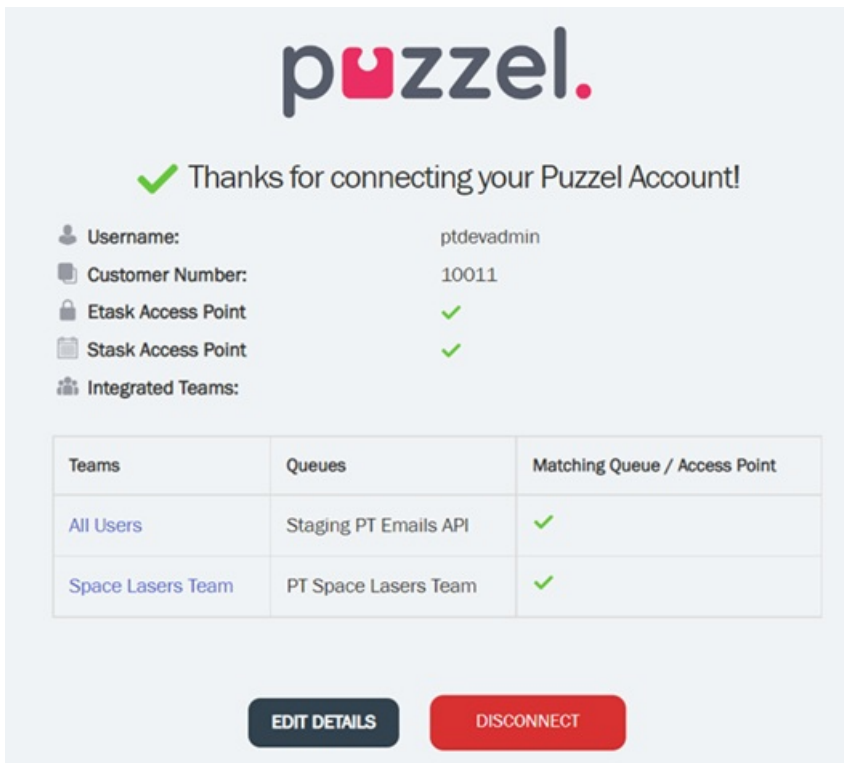 puzzel.
Thanks for connecting your Puzzel Account!
Username: ptdevadmin
Customer Number: 10011
Etask Access Point
Stask Access Point
Integrated Teams:
Teams Queues Matching Queue / Access Point
All Users Staging PT Emails API
Space Lasers Team PT Space Lasers Team
EDIT DETAILS DISCONNECT